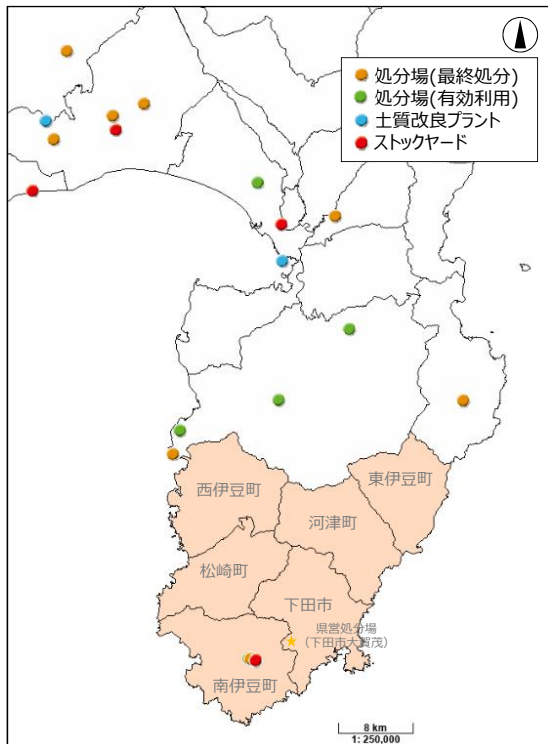 処分場(最終処分)
処分場(有効利用)
土質改良プラント
ストックヤード
東伊豆町
西伊豆町
河津町
松崎町
下田市
県営処分場
(下田市大賀茂)
南伊豆町
8 km
1: 250,000